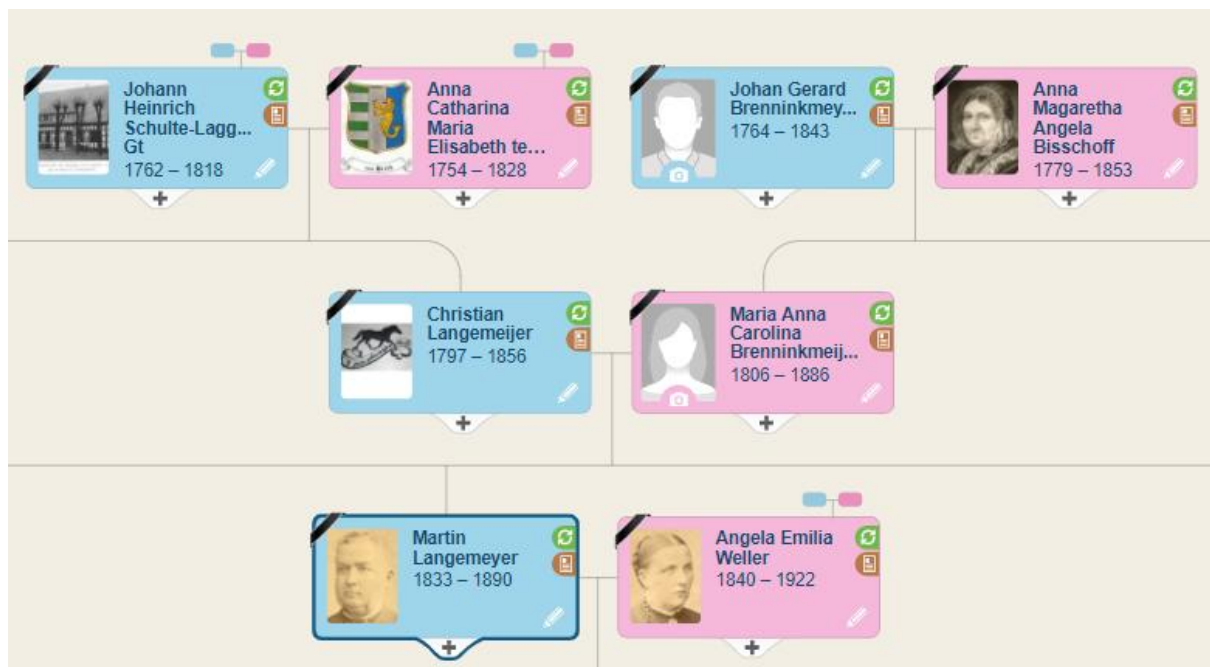 Johann
Heinrich
Schulte-Lagg...
Gt
1762 – 1818
Anna
Catharina
Maria
Elisabeth te...
1754 – 1828
Johan Gerard
Brenninkmey...
1764 – 1843
Anna
Magaretha
Angela
Bisschoff
1779 – 1853
Christian
Langemeijer
1797 – 1856
Maria Anna
Carolina
Brenninkmeij...
1806 – 1886
Martin
Langemeyer
1833 – 1890
Angela Emilia
Weller
1840 – 1922